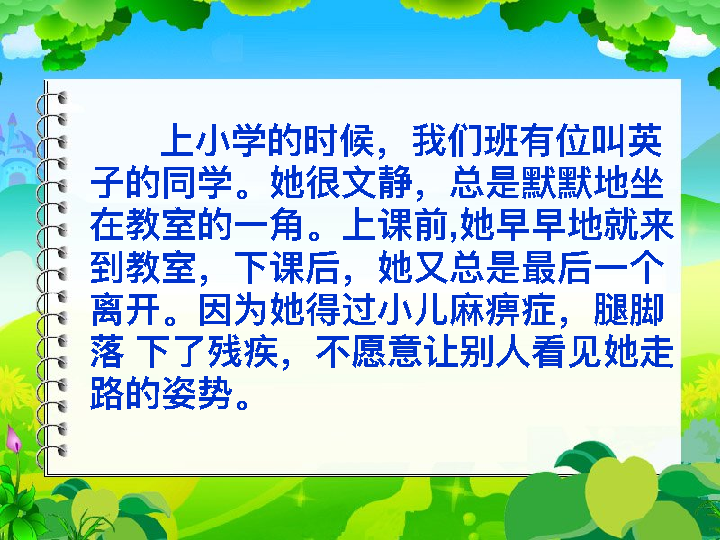 上小学的时候，我们班有位叫英
子的同学。她很文静，总是默默地坐
在教室的一角。上课前,她早早地就来
到教室，下课后，她又总是最后一个
离开。因为她得过小儿麻痹症，腿脚
落 下了残疾，不愿意让别人看见她走
路的姿势。